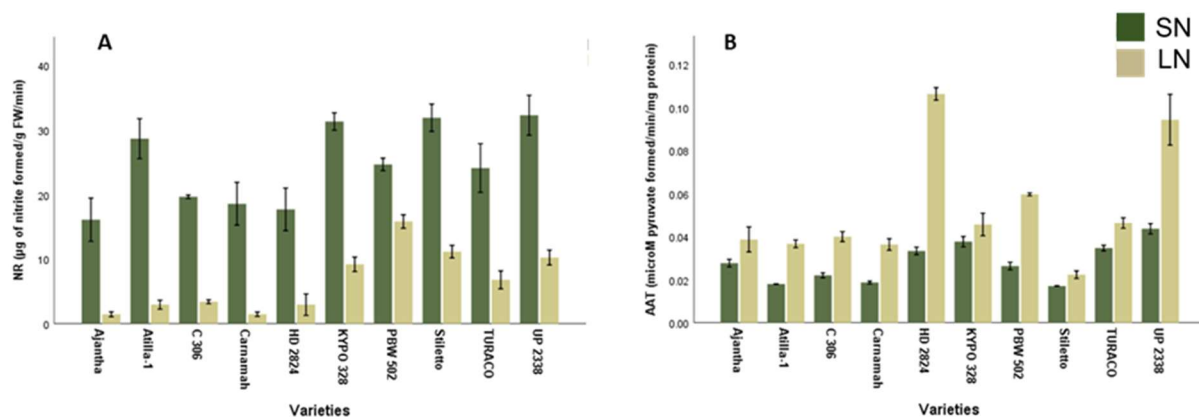 A
NR (µg of nitrite formed/g FW/min)
40
30
20
10
0
Ajantha
Atilla-1
C 306
Carnamah
HD 2824
KYPO 328
PBW 502
Stiletto
TURACO
UP 2338
Varieties
B
SN
LN
AAT (microM pyruvate formed/min/mg protein)
0.12
0.10
0.08
0.06
0.04
0.02
0.00
Ajantha
Atilla-1
C 306
Carnamah
HD 2824
KYPO 328
PBW 502
Stiletto
TURACO
UP 2338
Varieties